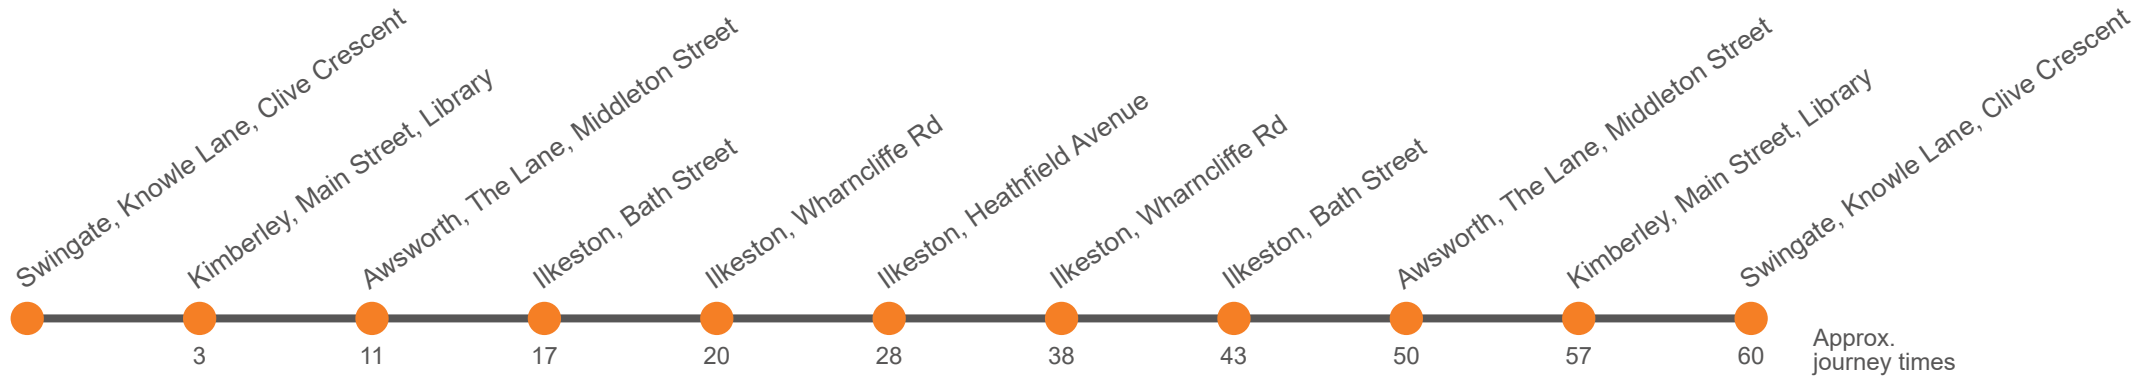 Swingate, Knowle Lane, Clive Crescent
Kimberley, Main Street, Library
Awsworth, The Lane, Middleton Street
Ilkeston, Bath Street
Ilkeston, Wharncliffe Rd
Ilkeston, Heathfield Avenue
Ilkeston, Wharncliffe Rd
Ilkeston, Bath Street
Awsworth, The Lane, Middleton Street
Kimberley, Main Street, Library
Swingate, Knowle Lane, Clive Crescent
3 11 17 20 28 38 43 50 57 60
Approx.
journey times